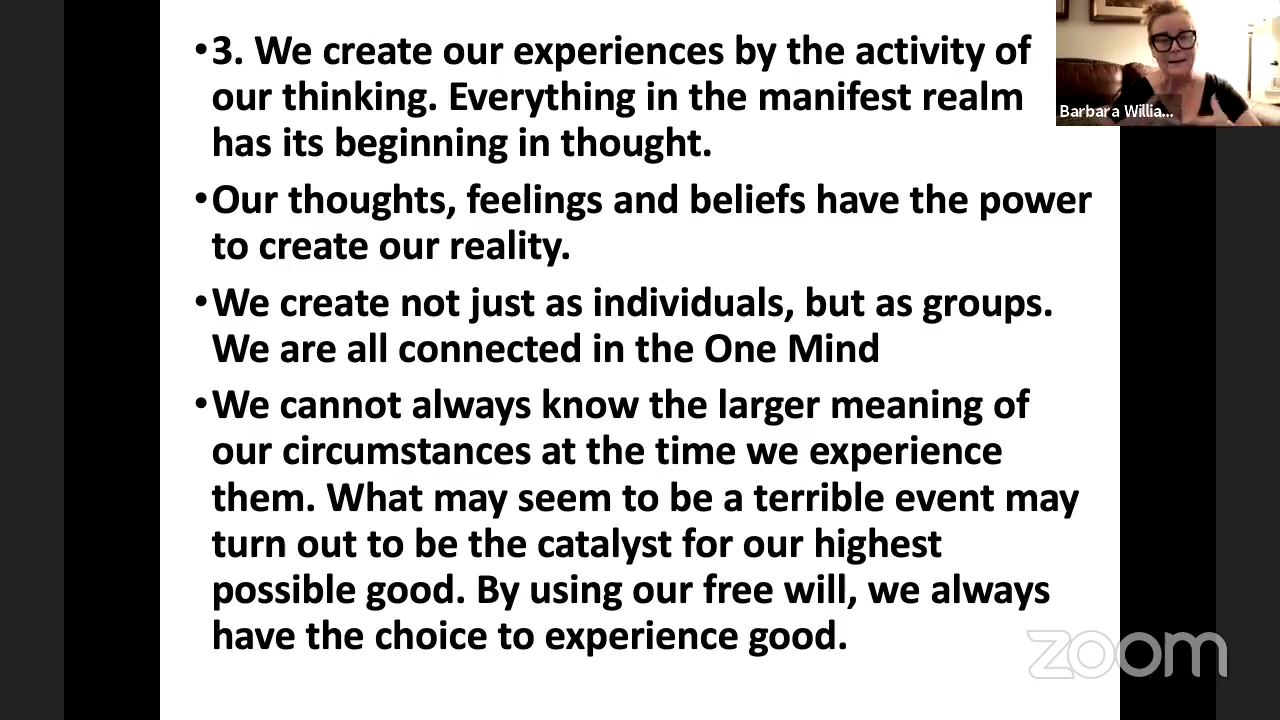 •3. We create our experiences by the activity of
our thinking. Everything in the manifest realm
has its beginning in thought.
•Our thoughts, feelings and beliefs have the power
to create our reality.
•We create not just as individuals, but as groups.
We are all connected in the One Mind
•We cannot always know the larger meaning of
our circumstances at the time we experience
them. What may seem to be a terrible event may
turn out to be the catalyst for our highest
possible good. By using our free will, we always
have the choice to experience good.
Barbara Willia...
zoom